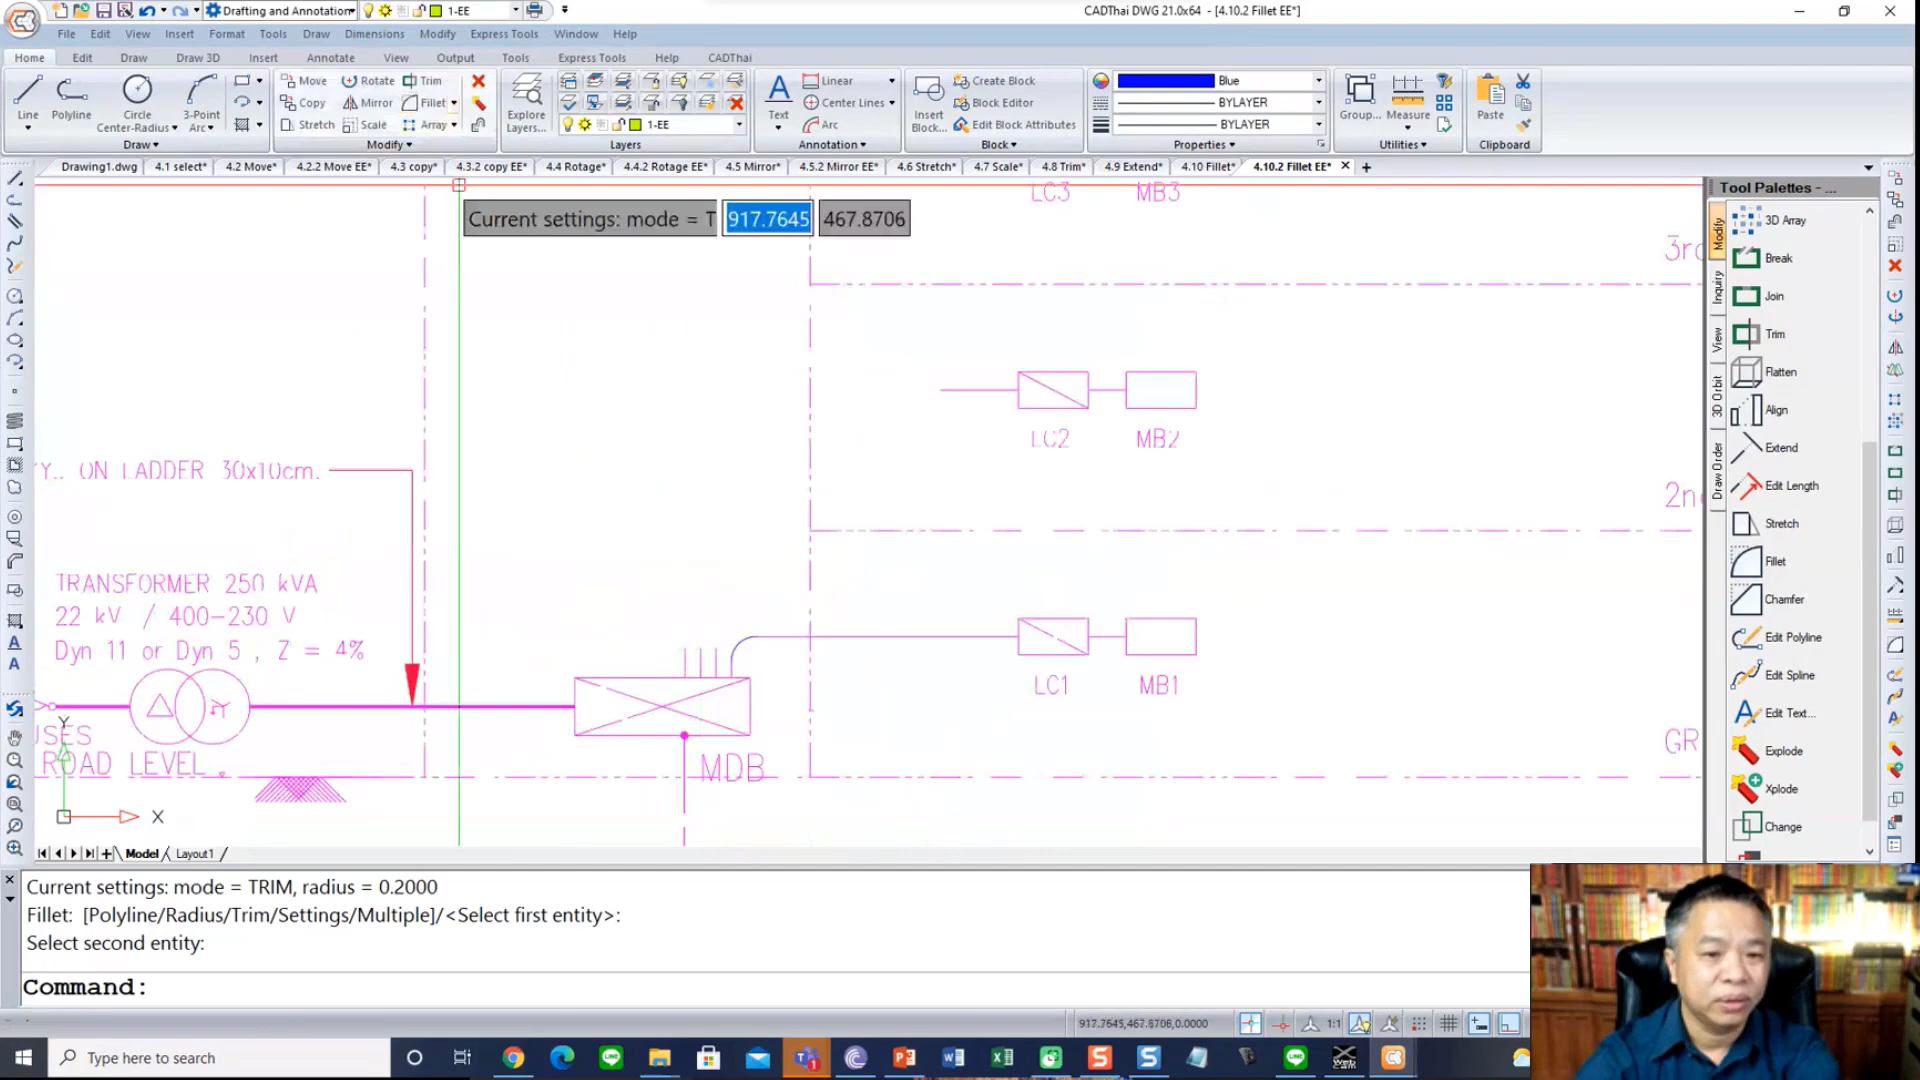 Drafting and Annotation
1-EE
CADThai DWG 21.0x64 - [4.10.2 Fillet EE*]
File Edit View Insert Format Tools Draw Dimensions Modify Express Tools Window Help
Home Edit Draw Draw 3D Insert Annotate View Output Tools Express Tools Help CADThai
Line
Polyline
Circle
Center-Radius
3-Point
Arc
Draw
Move Rotate Trim
Copy Mirror Fillet
Stretch Scale Array
Modify
Explore
Layers...
1-EE
Layers
Text
Linear
Center Lines
Arc
Annotation
Insert
Block...
Create Block
Block Editor
Edit Block Attributes
Block
Blue
BYLAYER
BYLAYER
Properties
Group...
Measure
Utilities
Paste
Clipboard
Drawing1.dwg 4.1 select* 4.2 Move* 4.2.2 Move EE* 4.3 copy* 4.3.2 copy EE* 4.4 Rotage* 4.4.2 Rotage EE* 4.5 Mirror* 4.5.2 Mirror EE* 4.6 Stretch* 4.7 Scale* 4.8 Trim* 4.9 Extend* 4.10 Fillet* 4.10.2 Fillet EE*
Tool Palettes - ...
Modify
Inquiry
View
3D Orbit
Draw Order
3D Array
Break
Join
Trim
Flatten
Align
Extend
Edit Length
Stretch
Fillet
Chamfer
Edit Polyline
Edit Spline
Edit Text...
Explode
Xplode
Change
LC3 MB3
Current settings: mode = T 917.7645 467.8706
3rd
LC2 MB2
Y.. ON LADDER 30x10cm.
2nd
TRANSFORMER 250 kVA
22 kV / 400-230 V
Dyn 11 or Dyn 5 , Z = 4%
LC1 MB1
USES
ROAD LEVEL
MDB
GR
Y
X
Model Layout1
Current settings: mode = TRIM, radius = 0.2000
Fillet: [Polyline/Radius/Trim/Settings/Multiple]/<Select first entity>:
Select second entity:
Command:
917.7645,467.8706,0.0000
1:1
Type here to search